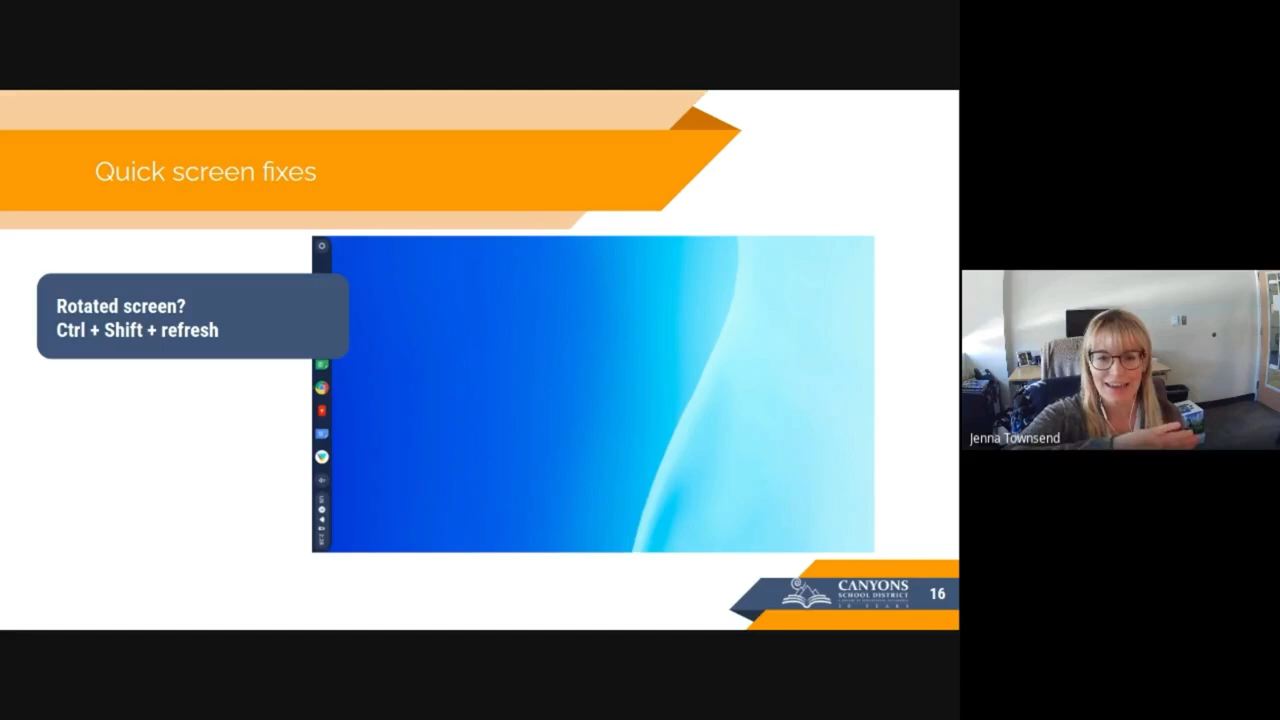 Quick screen fixes
Rotated screen?
Ctrl + Shift + refresh
Jenna Townsend
CANYONS
SCHOOL DISTRICT
16